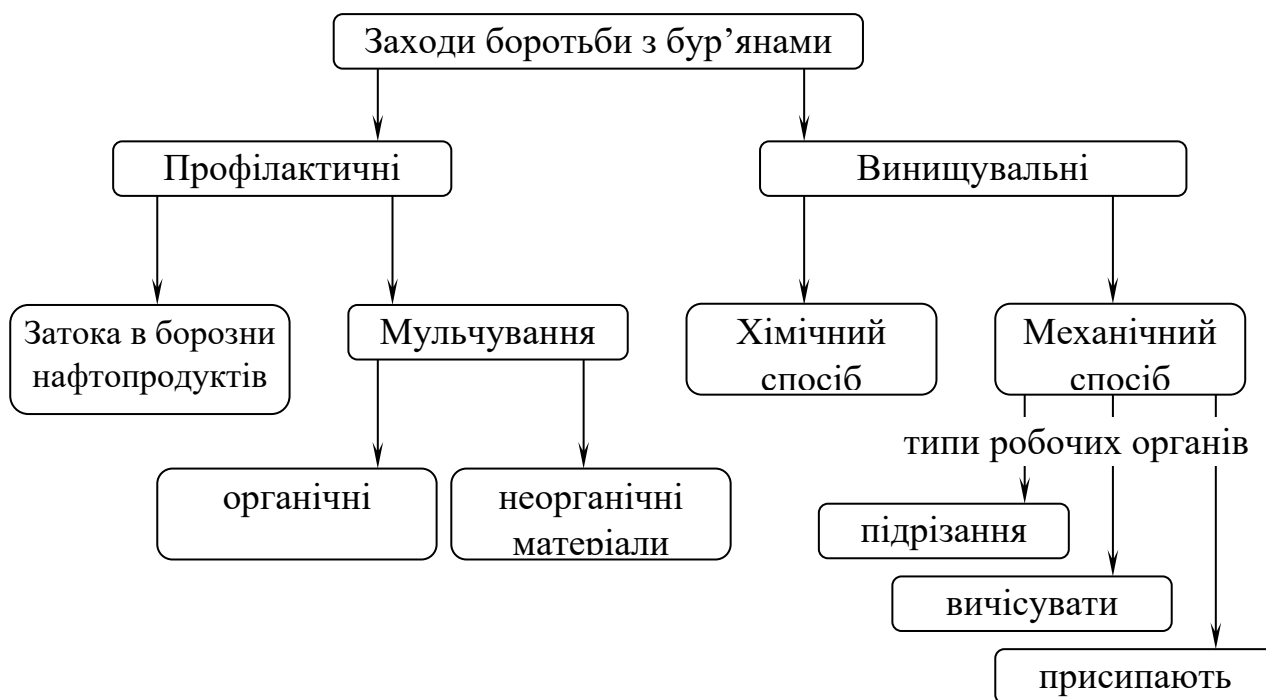 Заходи боротьби з бур’янами
Профілактичні
Винищувальні
Затока в борозни
нафтопродуктів
Мульчування
Хімічний
спосіб
Механічний
спосіб
типи робочих органів
органічні
неорганічні
матеріали
підрізання
вичісувати
присипають